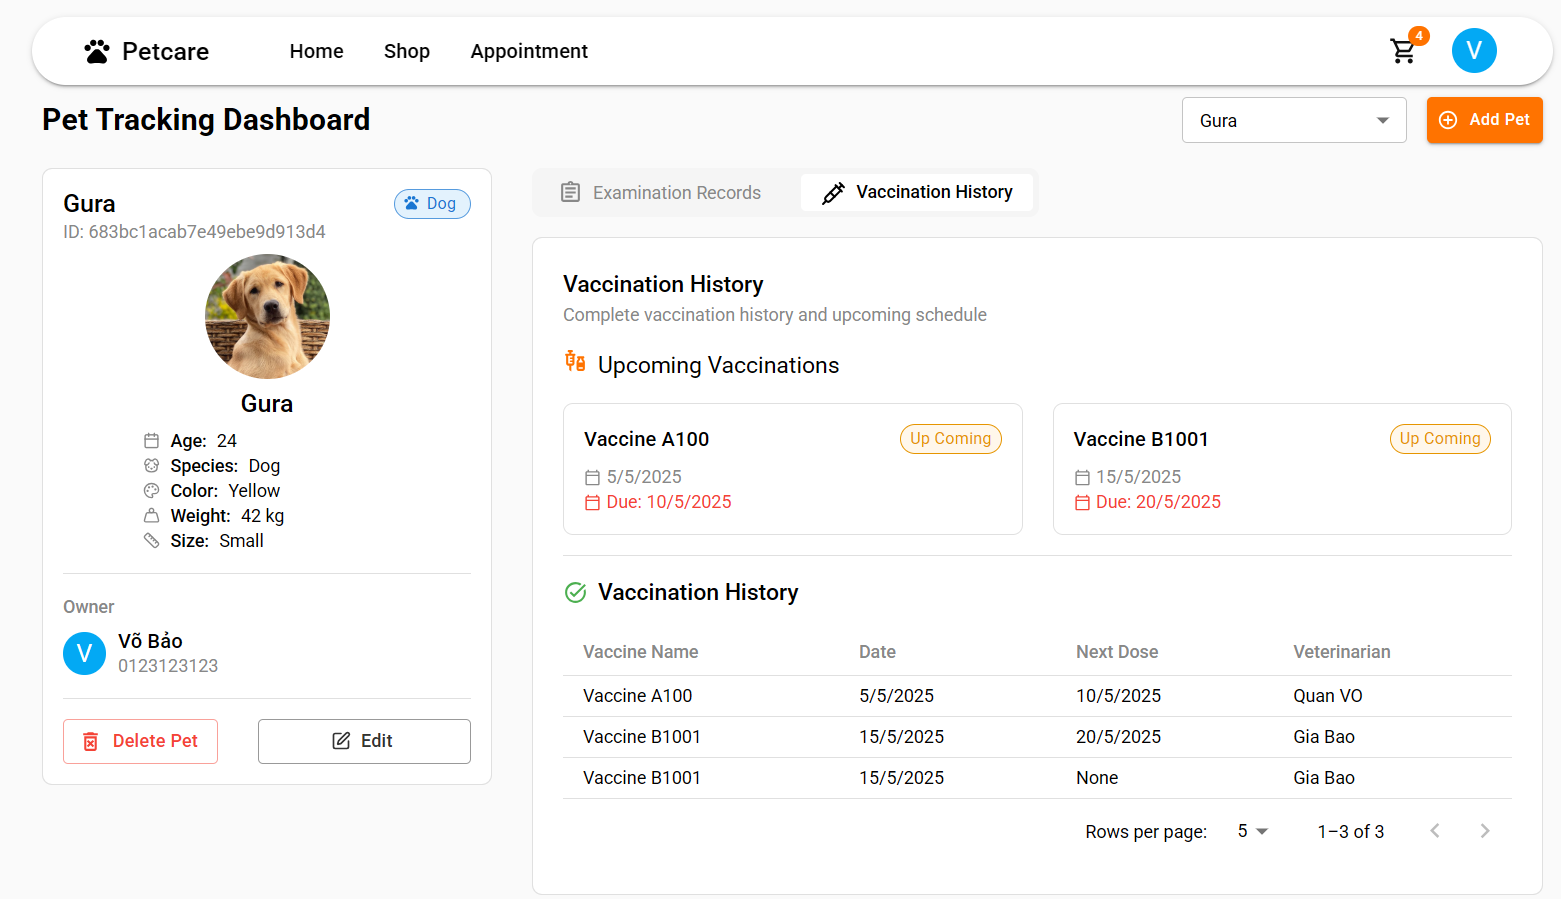 Petcare Home Shop Appointment 4 V
Pet Tracking Dashboard Gura Add Pet
Gura Dog
ID: 683bc1acab7e49ebe9d913d4
Gura
Age: 24
Species: Dog
Color: Yellow
Weight: 42 kg
Size: Small
Owner
V Võ Bảo
0123123123
Delete Pet Edit
Examination Records Vaccination History
Vaccination History
Complete vaccination history and upcoming schedule
Upcoming Vaccinations
Vaccine A100 Up Coming
5/5/2025
Due: 10/5/2025
Vaccine B1001 Up Coming
15/5/2025
Due: 20/5/2025
Vaccination History
Vaccine Name Date Next Dose Veterinarian
Vaccine A100 5/5/2025 10/5/2025 Quan VO
Vaccine B1001 15/5/2025 20/5/2025 Gia Bao
Vaccine B1001 15/5/2025 None Gia Bao
Rows per page: 5 1–3 of 3